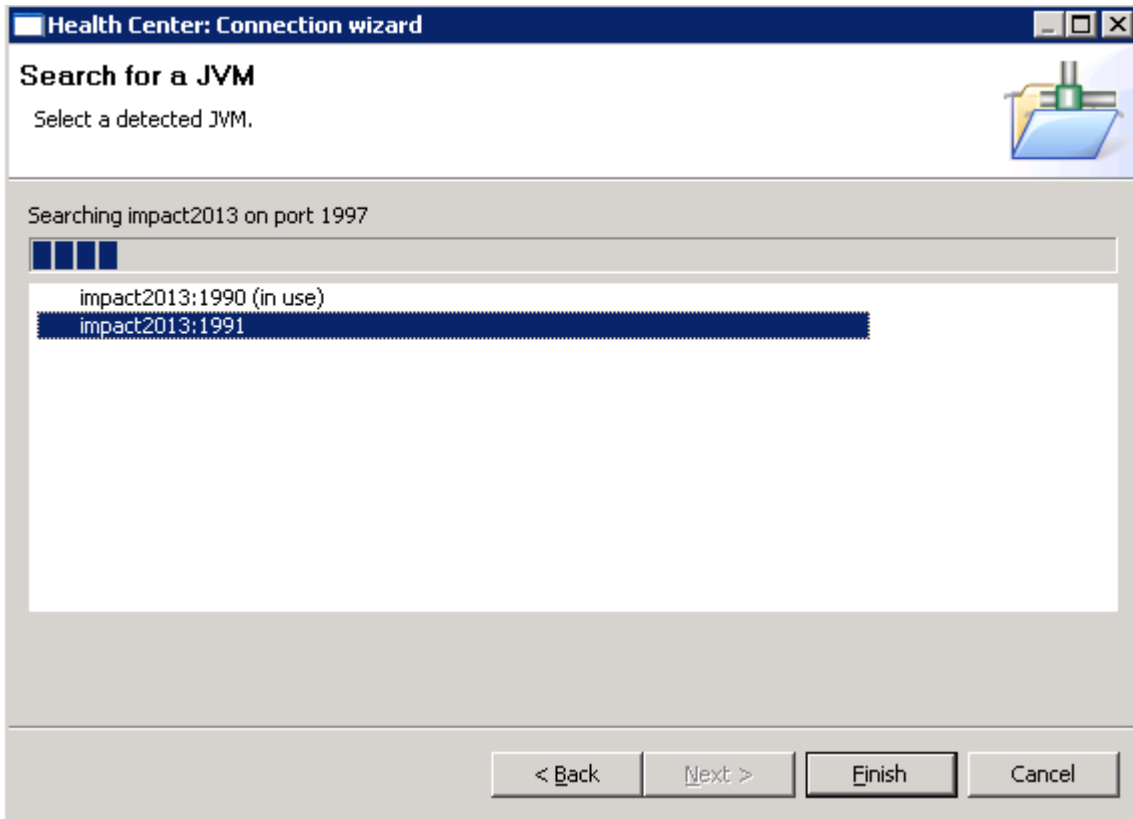 Health Center: Connection wizard
Search for a JVM
Select a detected JVM.
Searching impact2013 on port 1997
impact2013:1990 (in use)
impact2013:1991
< Back Next > Finish Cancel